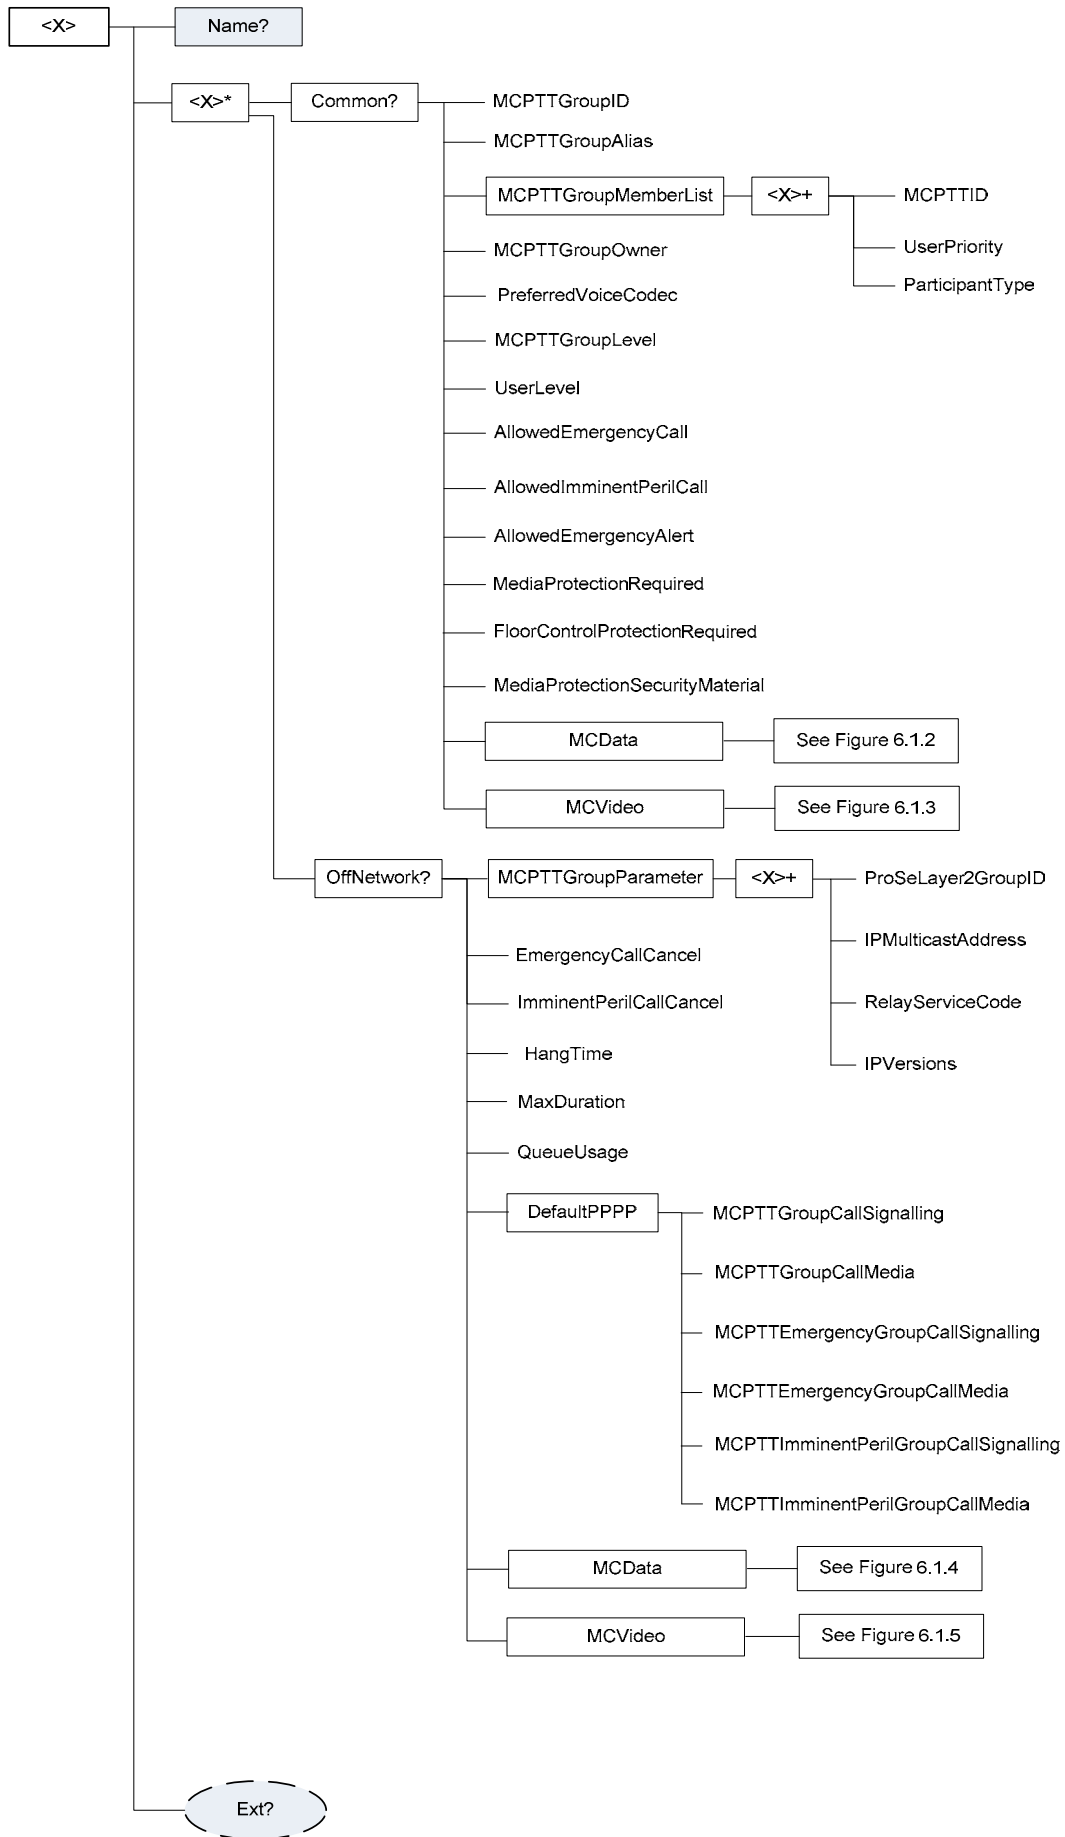 <X>
Name?
<X>*
Common?
MCPTTGroupID
MCPTTGroupAlias
MCPTTGroupMemberList
<X>+
MCPTTID
UserPriority
ParticipantType
MCPTTGroupOwner
PreferredVoiceCodec
MCPTTGroupLevel
UserLevel
AllowedEmergencyCall
AllowedImminentPerilCall
AllowedEmergencyAlert
MediaProtectionRequired
FloorControlProtectionRequired
MediaProtectionSecurityMaterial
MCData
See Figure 6.1.2
MCVideo
See Figure 6.1.3
OffNetwork?
MCPTTGroupParameter
<X>+
ProSeLayer2GroupID
IPMulticastAddress
RelayServiceCode
IPVersions
EmergencyCallCancel
ImminentPerilCallCancel
HangTime
MaxDuration
QueueUsage
DefaultPPPP
MCPTTGroupCallSignalling
MCPTTGroupCallMedia
MCPTTEmergencyGroupCallSignalling
MCPTTEmergencyGroupCallMedia
MCPTTImminentPerilGroupCallSignalling
MCPTTImminentPerilGroupCallMedia
MCData
See Figure 6.1.4
MCVideo
See Figure 6.1.5
Ext?